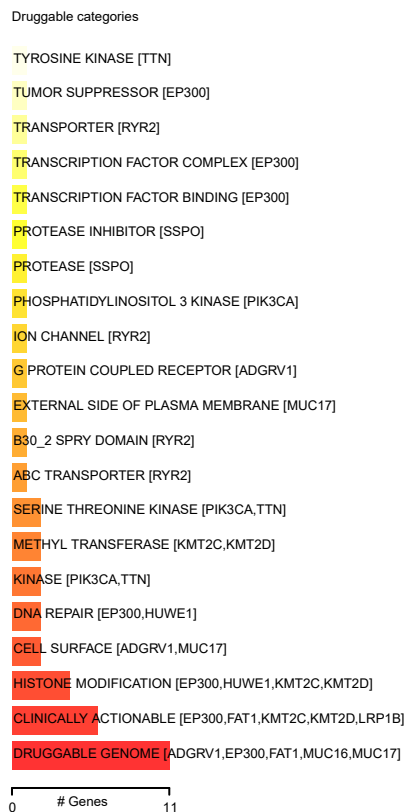 Druggable categories
TYROSINE KINASE [TTN]
TUMOR SUPPRESSOR [EP300]
TRANSPORTER [RYR2]
TRANSCRIPTION FACTOR COMPLEX [EP300]
TRANSCRIPTION FACTOR BINDING [EP300]
PROTEASE INHIBITOR [SSPO]
PROTEASE [SSPO]
PHOSPHATIDYLINOSITOL 3 KINASE [PIK3CA]
ION CHANNEL [RYR2]
G PROTEIN COUPLED RECEPTOR [ADGRV1]
EXTERNAL SIDE OF PLASMA MEMBRANE [MUC17]
B30_2 SPRY DOMAIN [RYR2]
ABC TRANSPORTER [RYR2]
SERINE THREONINE KINASE [PIK3CA,TTN]
METHYL TRANSFERASE [KMT2C,KMT2D]
KINASE [PIK3CA,TTN]
DNA REPAIR [EP300,HUWE1]
CELL SURFACE [ADGRV1,MUC17]
HISTONE MODIFICATION [EP300,HUWE1,KMT2C,KMT2D]
CLINICALLY ACTIONABLE [EP300,FAT1,KMT2C,KMT2D,LRP1B]
DRUGGABLE GENOME [ADGRV1,EP300,FAT1,MUC16,MUC17]
# Genes
0 11